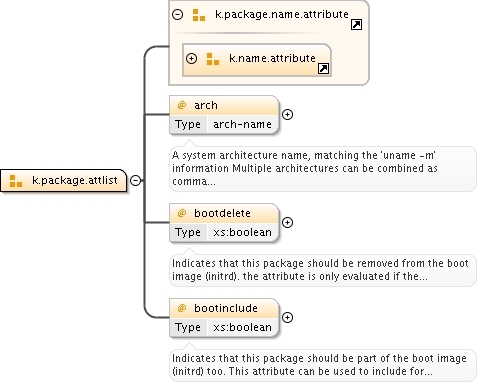 k.package.name.attribute
k.name.attribute
@ arch
Type arch-name
A system architecture name, matching the 'uname -m'
information Multiple architectures can be combined as
comma...
k.package.attlist
@ bootdelete
Type xs:boolean
Indicates that this package should be removed from the boot
image (initrd). the attribute is only evaluated if the...
@ bootinclude
Type xs:boolean
Indicates that this package should be part of the boot image
(initrd) too. This attribute can be used to include for...